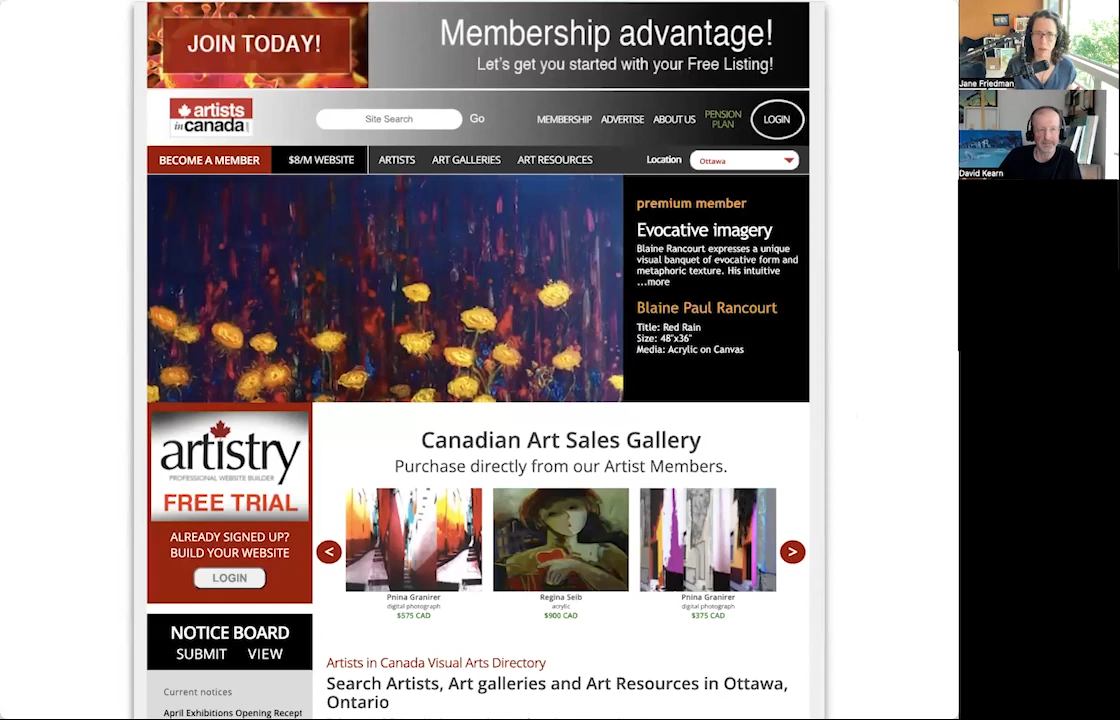 JOIN TODAY!
Membership advantage!
Let's get you started with your Free Listing!
artists
in canada
Site Search
Go
MEMBERSHIP
ADVERTISE
ABOUT US
PENSION
PLAN
LOGIN
BECOME A MEMBER
$8/M WEBSITE
ARTISTS
ART GALLERIES
ART RESOURCES
Location
Ottawa
premium member
Evocative imagery
Blaine Rancourt expresses a unique
visual banquet of evocative form and
metaphoric texture. His intuitive
...more
Blaine Paul Rancourt
Title: Red Rain
Size: 48"x36"
Media: Acrylic on Canvas
artistry
PROFESSIONAL WEBSITE BUILDER
FREE TRIAL
ALREADY SIGNED UP?
BUILD YOUR WEBSITE
LOGIN
NOTICE BOARD
SUBMIT VIEW
Current notices
April Exhibitions Opening Recept
Canadian Art Sales Gallery
Purchase directly from our Artist Members.
<
Pnina Granirer
digital photograph
$575 CAD
Regina Seib
acrylic
$900 CAD
Pnina Granirer
digital photograph
$375 CAD
>
Artists in Canada Visual Arts Directory
Search Artists, Art galleries and Art Resources in Ottawa,
Ontario
Jane Friedman
David Kearn